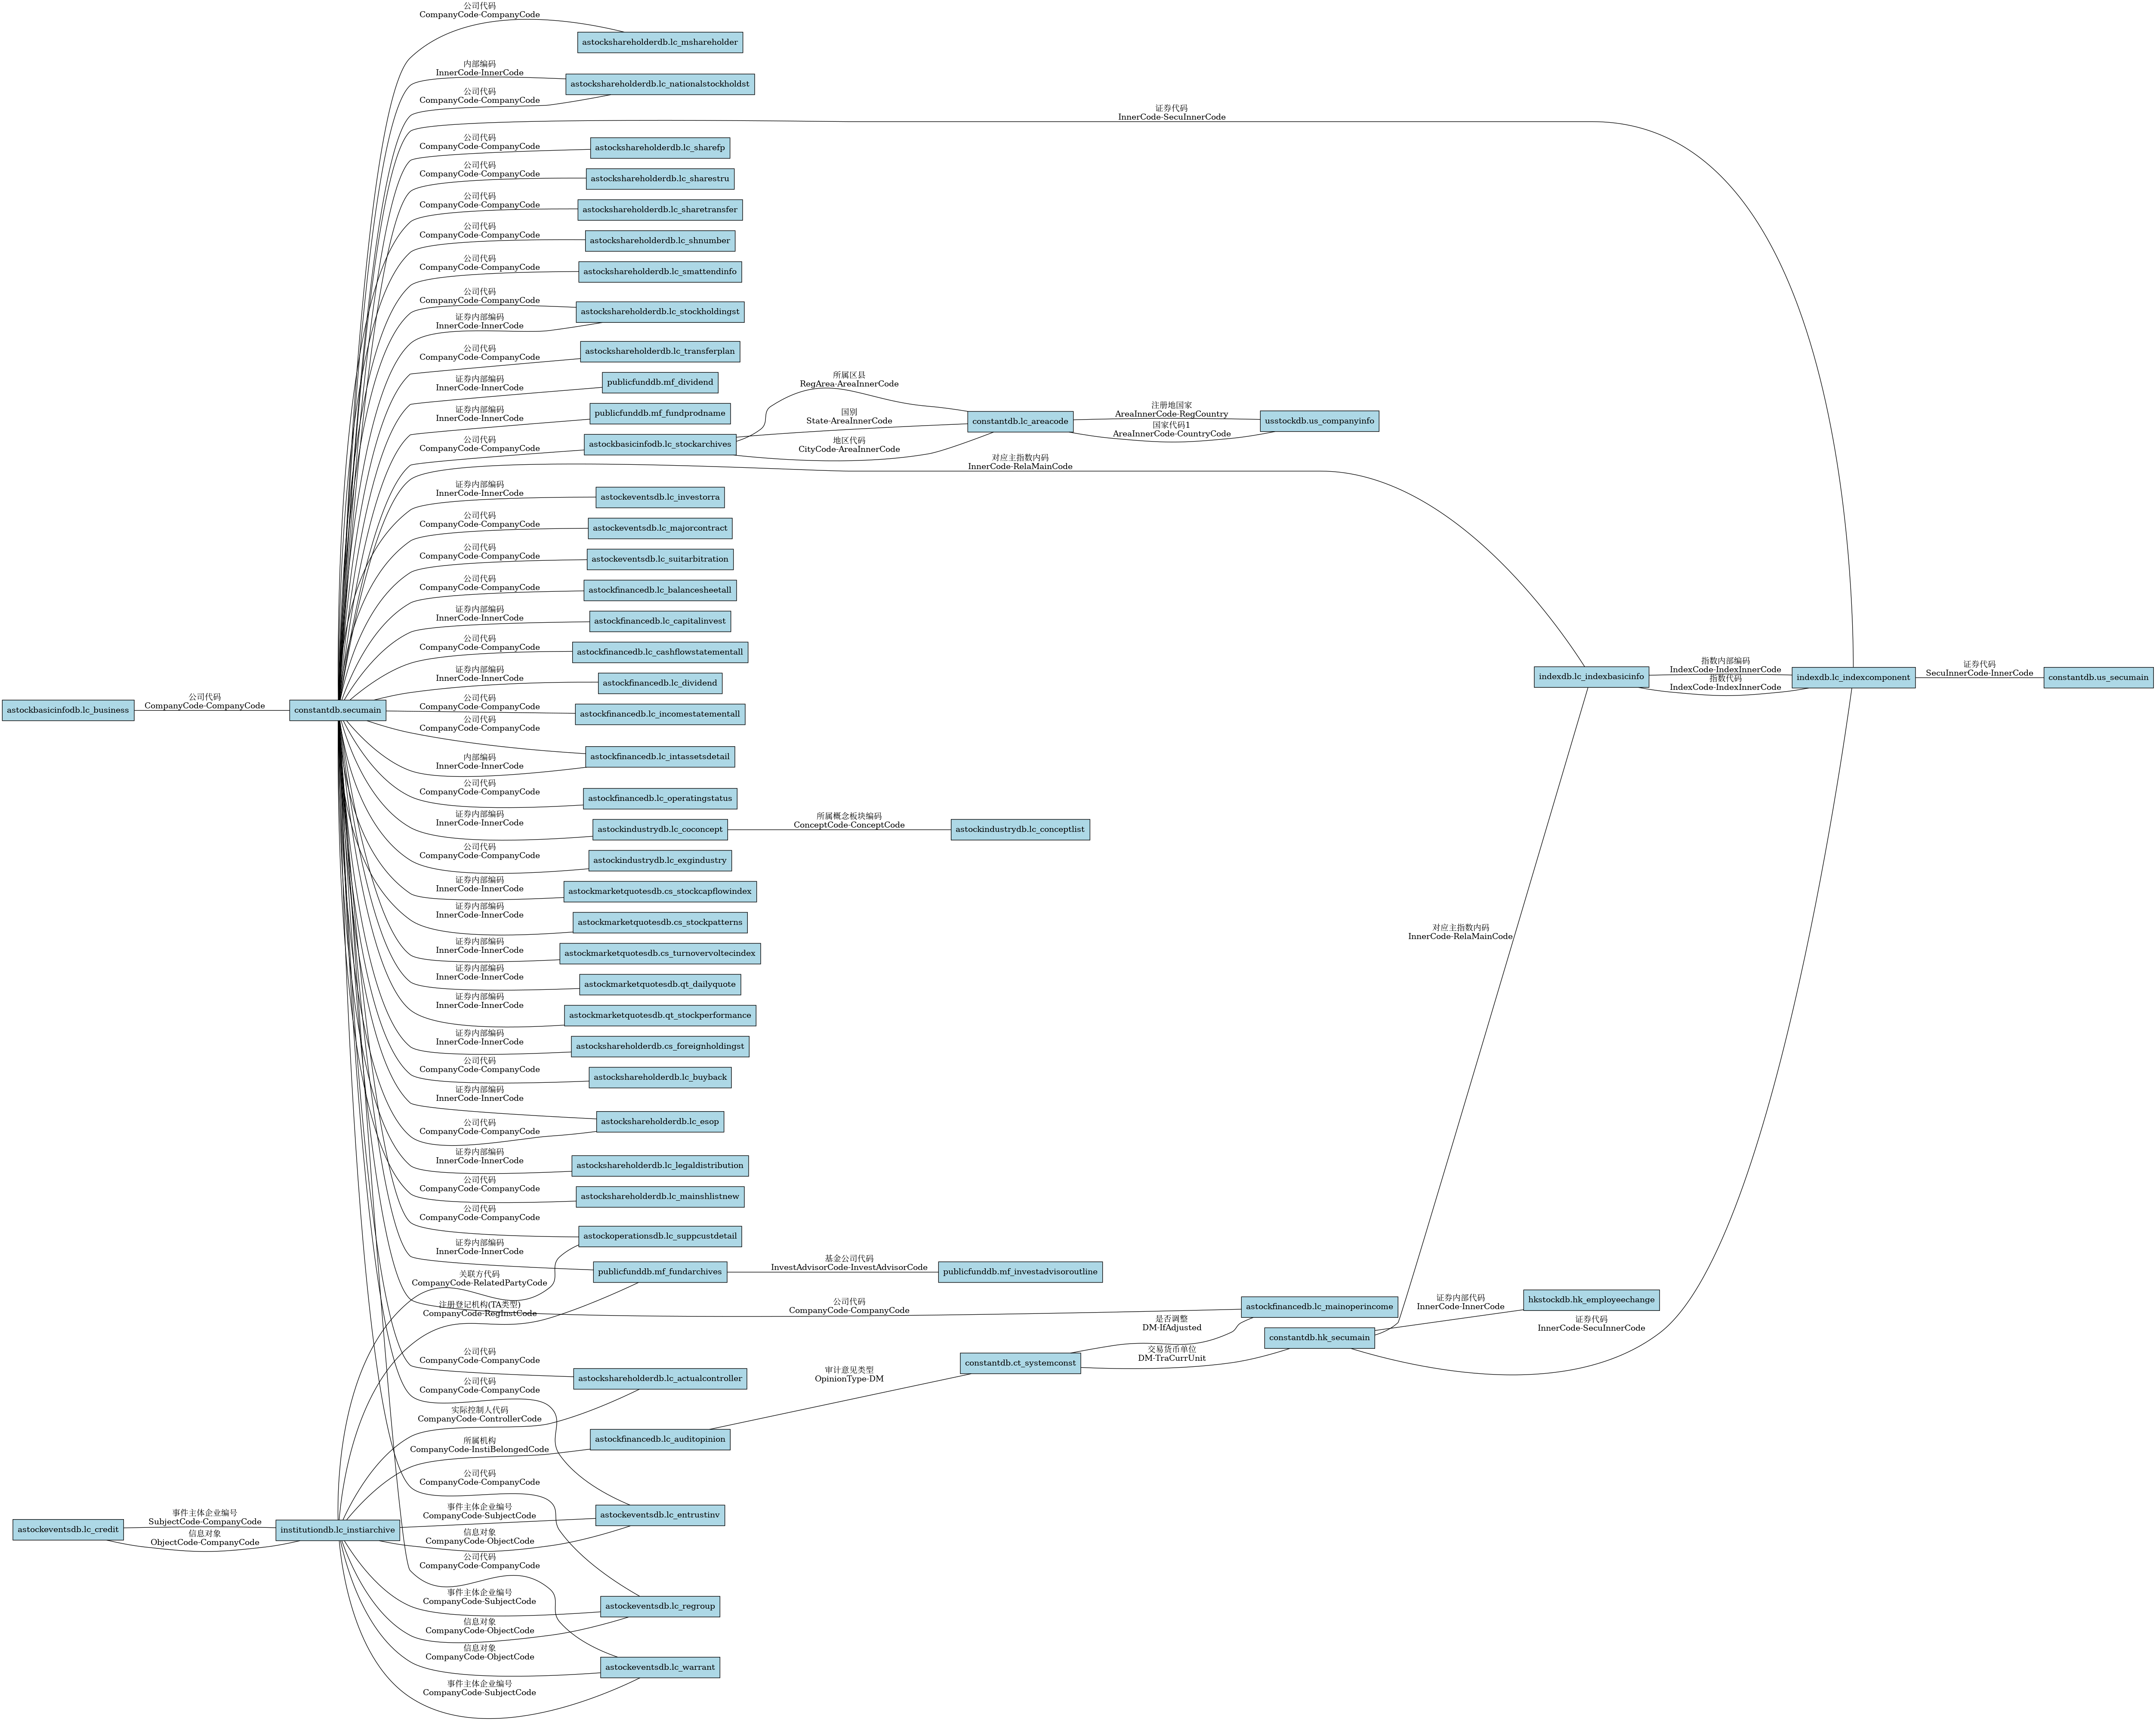 公司代码
CompanyCode-CompanyCode
astockshareholderdb.lc_mshareholder
内部编码
InnerCode-InnerCode
astockshareholderdb.lc_nationalstockholdst
公司代码
CompanyCode-CompanyCode
证券代码
InnerCode-SecuInnerCode
公司代码
CompanyCode-CompanyCode
astockshareholderdb.lc_sharefp
公司代码
CompanyCode-CompanyCode
astockshareholderdb.lc_sharestru
公司代码
CompanyCode-CompanyCode
astockshareholderdb.lc_sharetransfer
公司代码
CompanyCode-CompanyCode
astockshareholderdb.lc_shnumber
公司代码
CompanyCode-CompanyCode
astockshareholderdb.lc_smattendinfo
公司代码
CompanyCode-CompanyCode
astockshareholderdb.lc_stockholdingst
证券内部编码
InnerCode-InnerCode
公司代码
CompanyCode-CompanyCode
astockshareholderdb.lc_transferplan
证券内部编码
InnerCode-InnerCode
publicfunddb.mf_dividend
证券内部编码
InnerCode-InnerCode
publicfunddb.mf_fundprodname
公司代码
CompanyCode-CompanyCode
astockbasicinfodb.lc_stockarchives
所属区县
RegArea-AreaInnerCode
国别
State-AreaInnerCode
地区代码
CityCode-AreaInnerCode
constantdb.lc_areacode
注册地国家
AreaInnerCode-RegCountry
国家代码1
AreaInnerCode-CountryCode
usstockdb.us_companyinfo
对应主指数内码
InnerCode-RelaMainCode
证券内部编码
InnerCode-InnerCode
astockeventsdb.lc_investorra
公司代码
CompanyCode-CompanyCode
astockeventsdb.lc_majorcontract
公司代码
CompanyCode-CompanyCode
astockeventsdb.lc_suitarbitration
公司代码
CompanyCode-CompanyCode
astockfinancedb.lc_balancesheetall
证券内部编码
InnerCode-InnerCode
astockfinancedb.lc_capitalinvest
公司代码
CompanyCode-CompanyCode
astockfinancedb.lc_cashflowstatementall
证券内部编码
InnerCode-InnerCode
astockfinancedb.lc_dividend
indexdb.lc_indexbasicinfo
指数内部编码
IndexCode-IndexInnerCode
指数代码
IndexCode-IndexInnerCode
indexdb.lc_indexcomponent
证券代码
SecuInnerCode-InnerCode
constantdb.us_secumain
astockbasicinfodb.lc_business
公司代码
CompanyCode-CompanyCode
constantdb.secumain
公司代码
CompanyCode-CompanyCode
astockfinancedb.lc_incomestatementall
公司代码
CompanyCode-CompanyCode
astockfinancedb.lc_intassetsdetail
内部编码
InnerCode-InnerCode
公司代码
CompanyCode-CompanyCode
astockfinancedb.lc_operatingstatus
证券内部编码
InnerCode-InnerCode
astockindustrydb.lc_coconcept
所属概念板块编码
ConceptCode-ConceptCode
astockindustrydb.lc_conceptlist
公司代码
CompanyCode-CompanyCode
astockindustrydb.lc_exgindustry
证券内部编码
InnerCode-InnerCode
astockmarketquotesdb.cs_stockcapflowindex
证券内部编码
InnerCode-InnerCode
astockmarketquotesdb.cs_stockpatterns
对应主指数内码
InnerCode-RelaMainCode
证券内部编码
InnerCode-InnerCode
astockmarketquotesdb.cs_turnovervoltecindex
证券内部编码
InnerCode-InnerCode
astockmarketquotesdb.qt_dailyquote
证券内部编码
InnerCode-InnerCode
astockmarketquotesdb.qt_stockperformance
证券内部编码
InnerCode-InnerCode
astockshareholderdb.cs_foreignholdingst
公司代码
CompanyCode-CompanyCode
astockshareholderdb.lc_buyback
证券内部编码
InnerCode-InnerCode
astockshareholderdb.lc_esop
公司代码
CompanyCode-CompanyCode
证券内部编码
InnerCode-InnerCode
astockshareholderdb.lc_legaldistribution
公司代码
CompanyCode-CompanyCode
astockshareholderdb.lc_mainshlistnew
公司代码
CompanyCode-CompanyCode
astockoperationsdb.lc_suppcustdetail
证券内部编码
InnerCode-InnerCode
publicfunddb.mf_fundarchives
基金公司代码
InvestAdvisorCode-InvestAdvisorCode
publicfunddb.mf_investadvisoroutline
关联方代码
CompanyCode-RelatedPartyCode
注册登记机构(TA类型)
CompanyCode-RegInstCode
公司代码
CompanyCode-CompanyCode
astockfinancedb.lc_mainoperincome
证券内部代码
InnerCode-InnerCode
hkstockdb.hk_employeechange
是否调整
DM-IfAdjusted
constantdb.hk_secumain
证券代码
InnerCode-SecuInnerCode
交易货币单位
DM-TraCurrUnit
constantdb.ct_systemconst
公司代码
CompanyCode-CompanyCode
astockshareholderdb.lc_actualcontroller
审计意见类型
OpinionType-DM
公司代码
CompanyCode-CompanyCode
实际控制人代码
CompanyCode-ControllerCode
所属机构
CompanyCode-InstiBelongedCode
astockfinancedb.lc_auditopinion
公司代码
CompanyCode-CompanyCode
astockeventsdb.lc_credit
事件主体企业编号
SubjectCode-CompanyCode
信息对象
ObjectCode-CompanyCode
institutiondb.lc_instiarchive
事件主体企业编号
CompanyCode-SubjectCode
astockeventsdb.lc_entrustinv
信息对象
CompanyCode-ObjectCode
公司代码
CompanyCode-CompanyCode
事件主体企业编号
CompanyCode-SubjectCode
astockeventsdb.lc_regroup
信息对象
CompanyCode-ObjectCode
信息对象
CompanyCode-ObjectCode
astockeventsdb.lc_warrant
事件主体企业编号
CompanyCode-SubjectCode